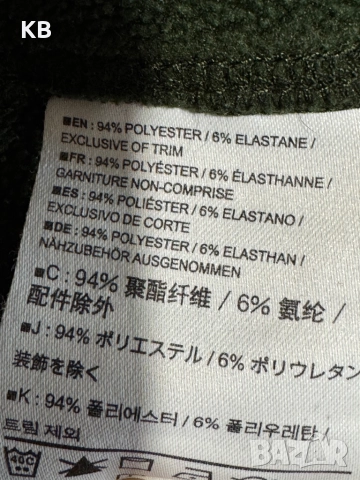 KB
■EN : 94% POLYESTER / 6% ELASTANE /
EXCLUSIVE OF TRIM
■FR : 94% POLYÉSTER / 6% ÉLASTHANNE /
GARNITURE NON-COMPRISE
■ES : 94% POLIÉSTER / 6% ELASTANO /
EXCLUSIVO DE CORTE
■DE : 94% POLYESTER / 6% ELASTHAN /
NÄHZUBEHÖR AUSGENOMMEN
■C : 94% 聚酯纤维 / 6% 氨纶 /
配件除外
■J : 94% ポリエステル / 6% ポリウレタン
装飾を除く
■K : 94% 폴리에스터 / 6% 폴리우레탄 /
트림 제외
40C
bazar